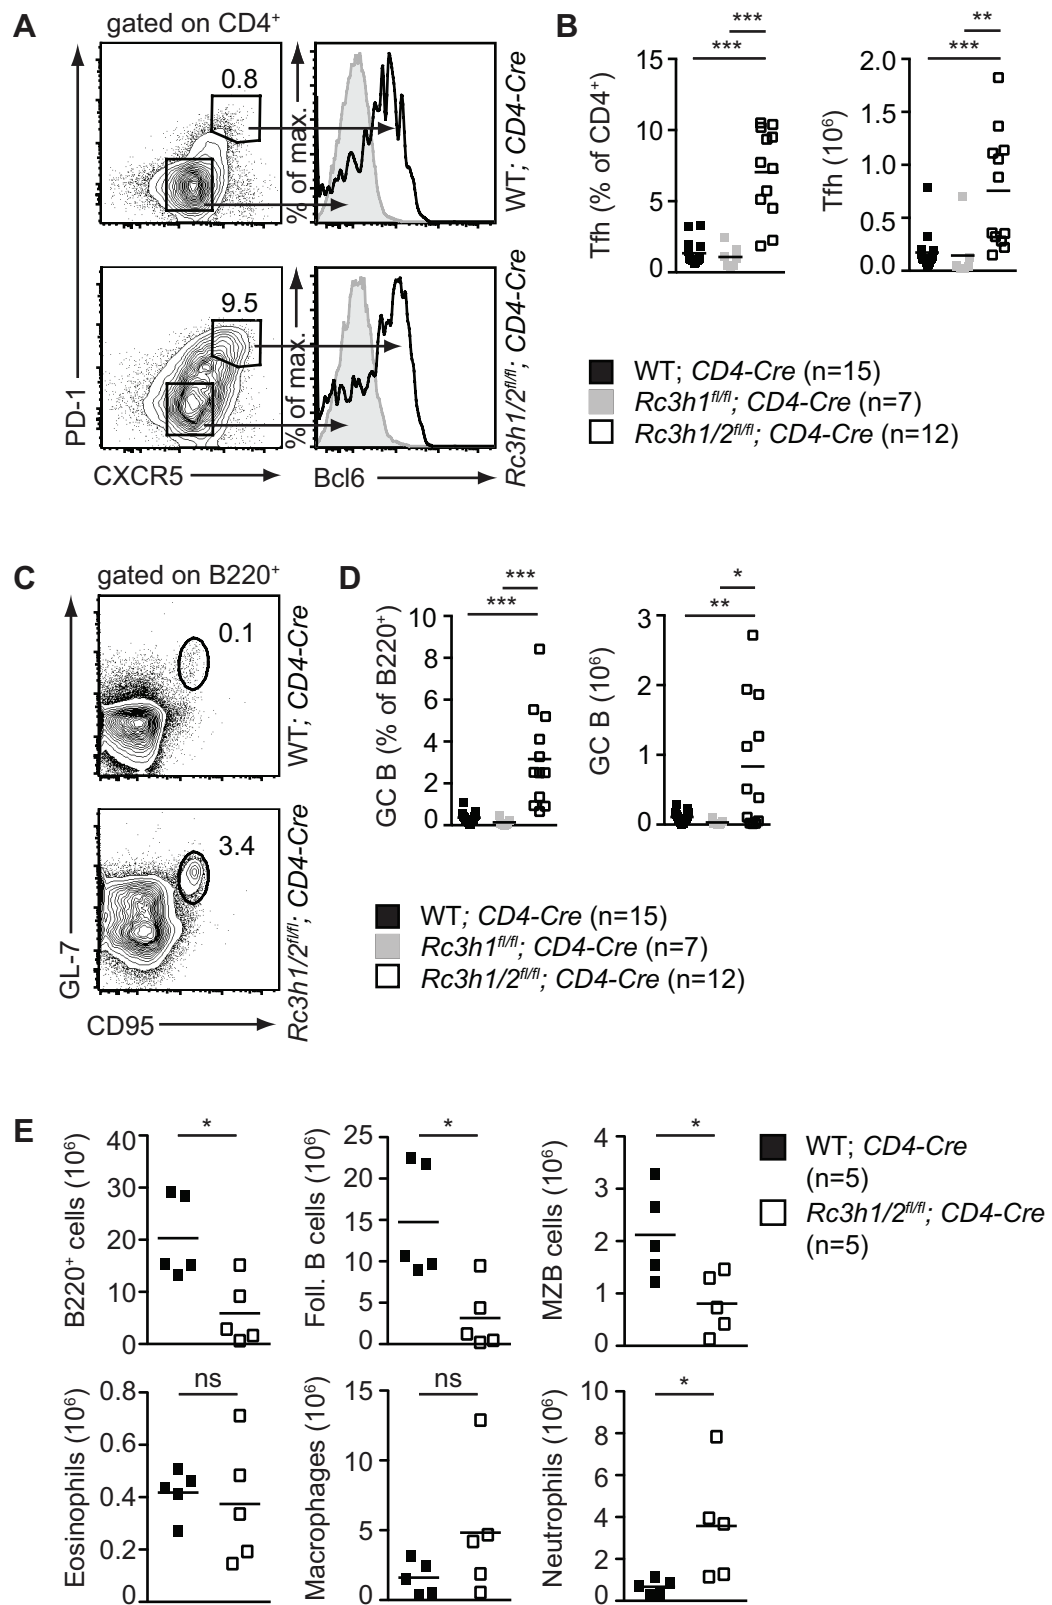 A
gated on CD4⁺
0.8
% of max.
WT; CD4-Cre
9.5
% of max.
Rc3h1/2fl/fl; CD4-Cre
PD-1
CXCR5
Bcl6
B
***
***
15
10
5
0
Tfh (% of CD4⁺)
**
***
2.0
1.5
1.0
0.5
0.0
Tfh (10⁶)
WT; CD4-Cre (n=15)
Rc3h1fl/fl; CD4-Cre (n=7)
Rc3h1/2fl/fl; CD4-Cre (n=12)
C
gated on B220⁺
0.1
WT; CD4-Cre
3.4
Rc3h1/2fl/fl; CD4-Cre
GL-7
CD95
D
***
***
10
8
6
4
2
0
GC B (% of B220⁺)
*
**
3
2
1
0
GC B (10⁶)
WT; CD4-Cre (n=15)
Rc3h1fl/fl; CD4-Cre (n=7)
Rc3h1/2fl/fl; CD4-Cre (n=12)
E
*
40
30
20
10
0
B220⁺ cells (10⁶)
*
25
20
15
10
5
0
Foll. B cells (10⁶)
*
4
3
2
1
0
MZB cells (10⁶)
WT; CD4-Cre
(n=5)
Rc3h1/2fl/fl; CD4-Cre
(n=5)
ns
0.8
0.6
0.4
0.2
0
Eosinophils (10⁶)
ns
15
10
5
0
Macrophages (10⁶)
*
10
8
6
4
2
0
Neutrophils (10⁶)